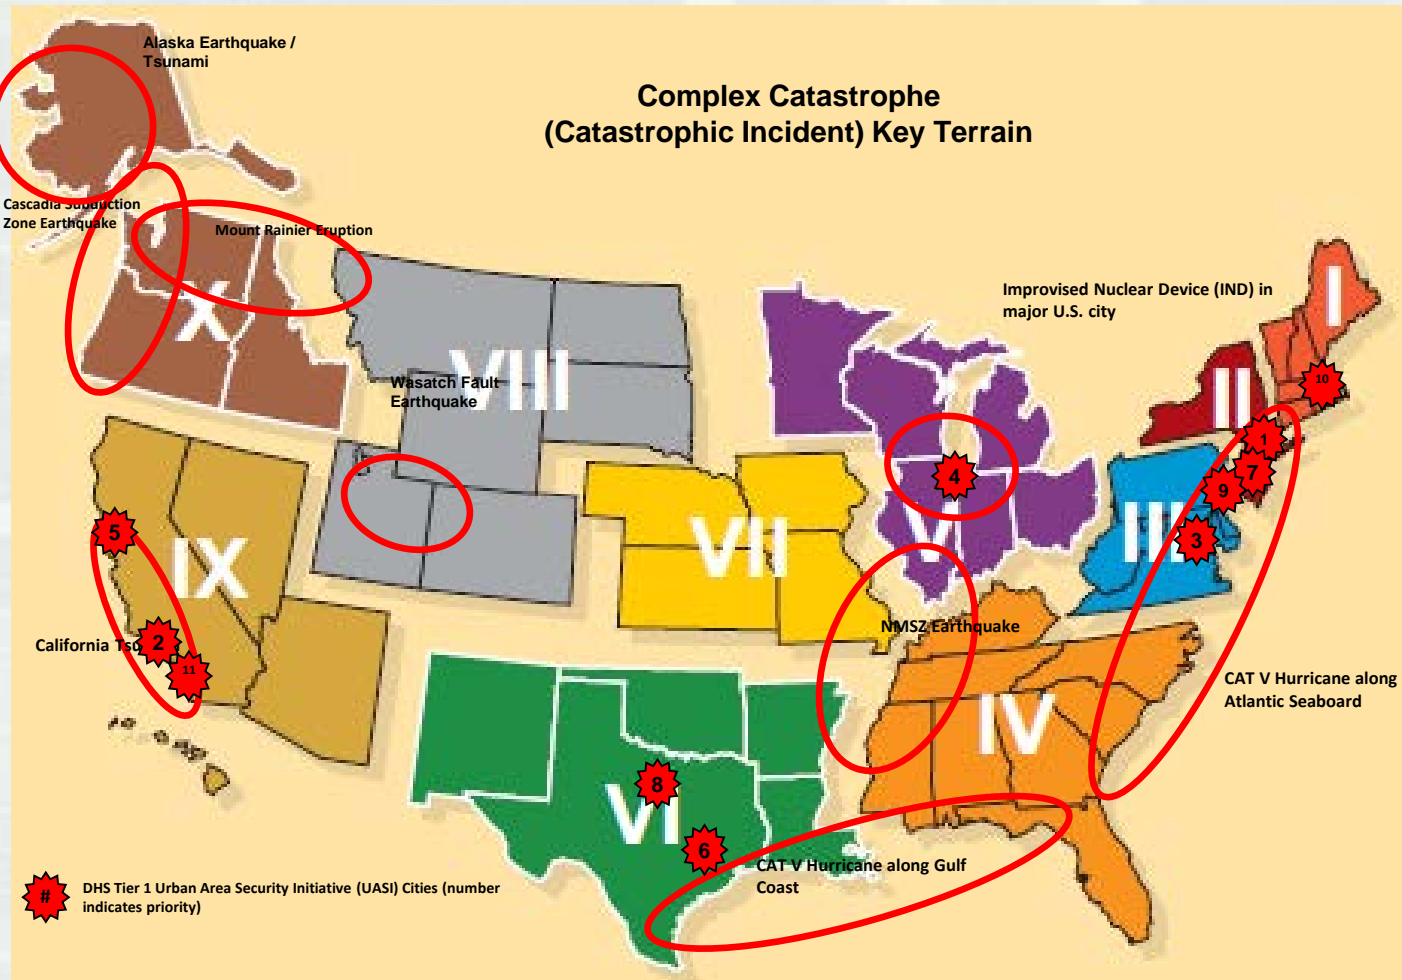 Alaska Earthquake /
Tsunami
Complex Catastrophe
(Catastrophic Incident) Key Terrain
Cascadia Subduction
Zone Earthquake
Mount Rainier Eruption
X
VIII
Wasatch Fault
Earthquake
Improvised Nuclear Device (IND) in
major U.S. city
I
10
II
1
7
9
3
III
4
V
VII
5
IX
California
2
11
NMSZ Earthquake
IV
CAT V Hurricane along
Atlantic Seaboard
8
VI
6
CAT V Hurricane along Gulf
Coast
#
DHS Tier 1 Urban Area Security Initiative (UASI) Cities (number
indicates priority)